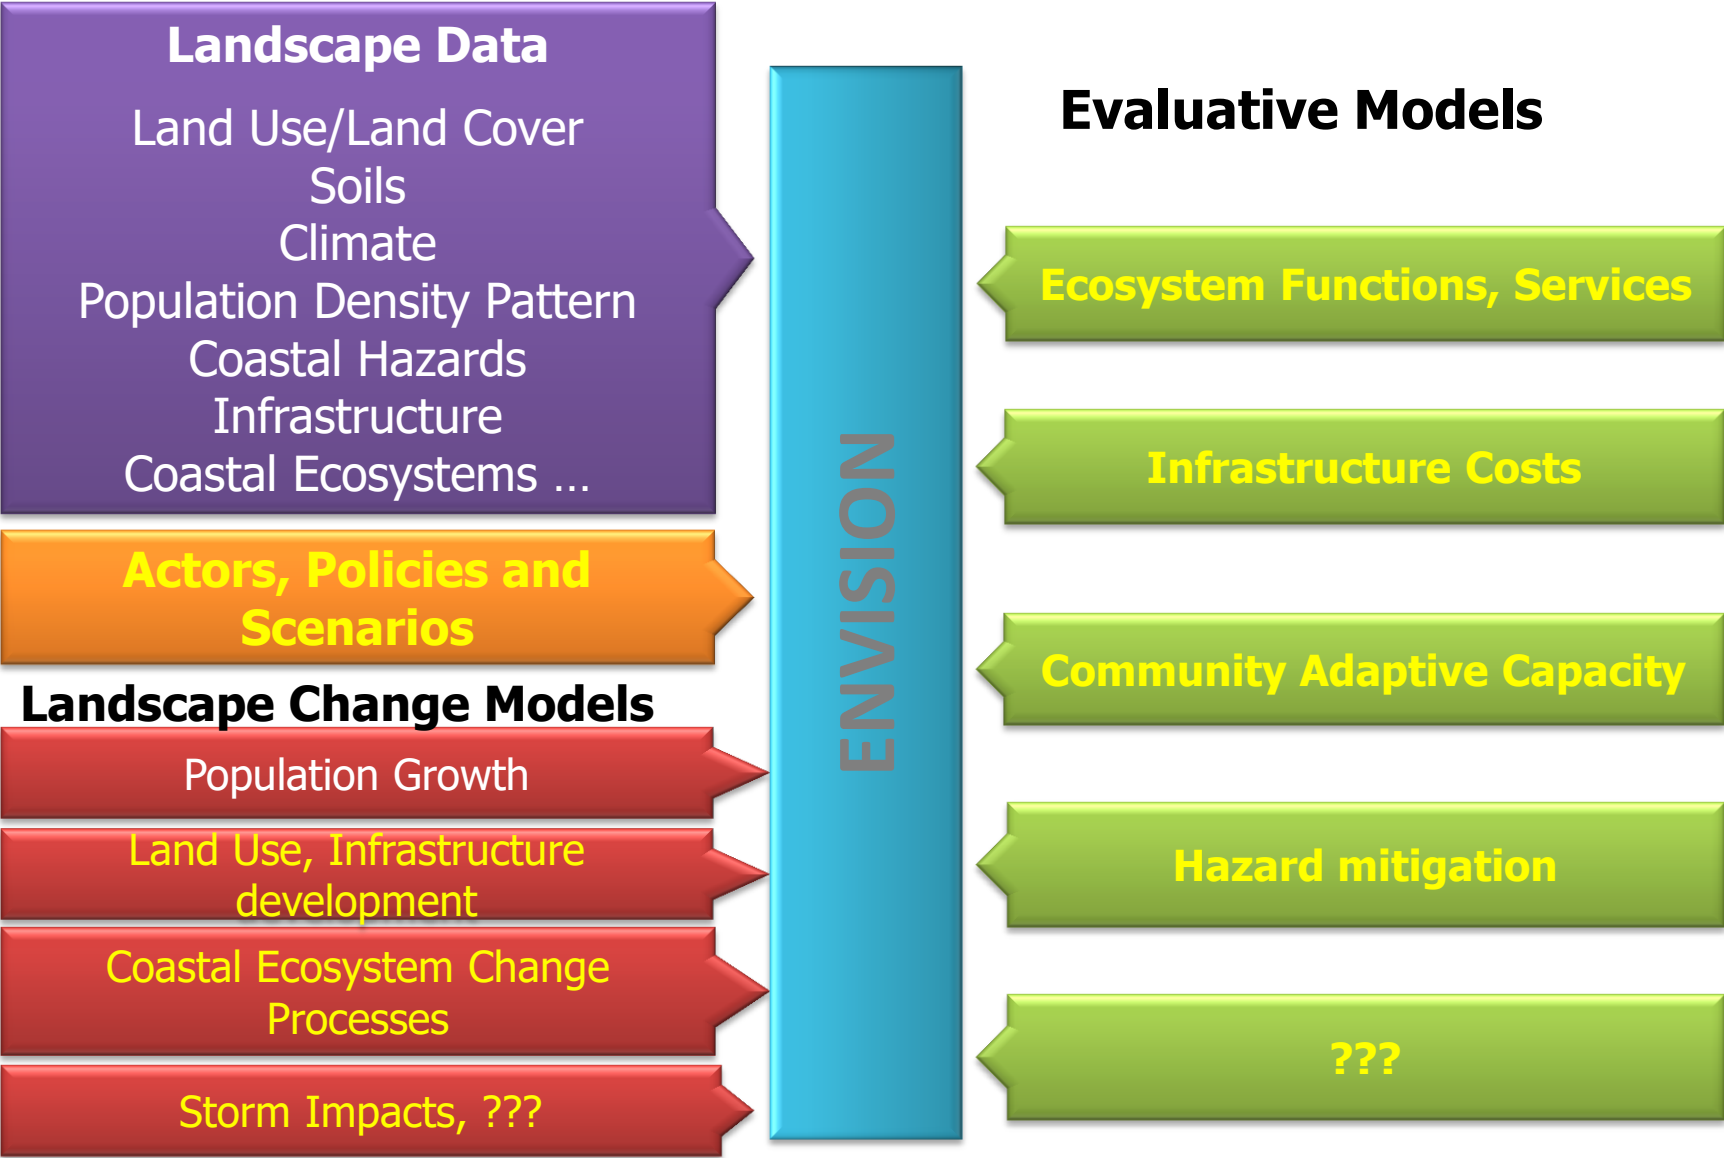 Landscape Data
Land Use/Land Cover
Soils
Climate
Population Density Pattern
Coastal Hazards
Infrastructure
Coastal Ecosystems ...
Actors, Policies and
Scenarios
Landscape Change Models
Population Growth
Land Use, Infrastructure
development
Coastal Ecosystem Change
Processes
Storm Impacts, ???
ENVISION
Evaluative Models
Ecosystem Functions, Services
Infrastructure Costs
Community Adaptive Capacity
Hazard mitigation
???